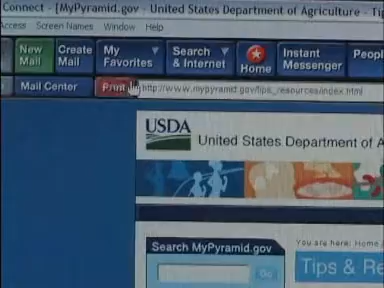 Connect - [MyPyramid.gov - United States Department of Agriculture - Ti
Access Screen Names Window Help
New Mail
Create Mail
My Favorites
Search & Internet
Home
Instant Messenger
Peopl
Mail Center
Print
http://www.mypyramid.gov/tips_resources/index.html
USDA
United States Department of A
Search MyPyramid.gov
Go
You are here: Home /
Tips & Re